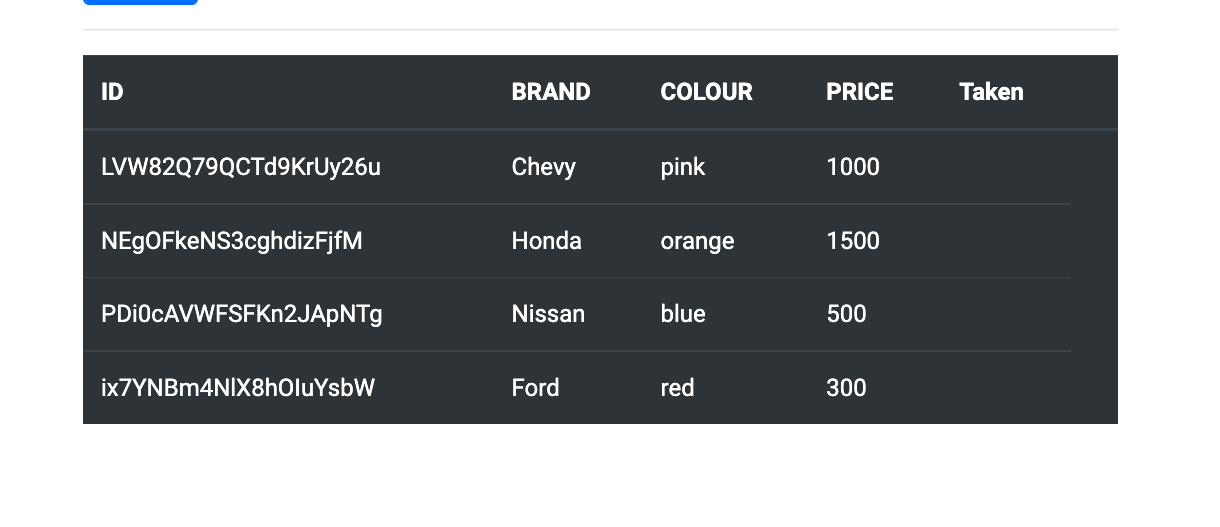 ID BRAND COLOUR PRICE Taken
LVW82Q79QCTd9KrUy26u Chevy pink 1000
NEgOFkeNS3cghdizFjfM Honda orange 1500
PDi0cAVWFSFKn2JApNTg Nissan blue 500
ix7YNBm4NlX8hOIuYsbW Ford red 300